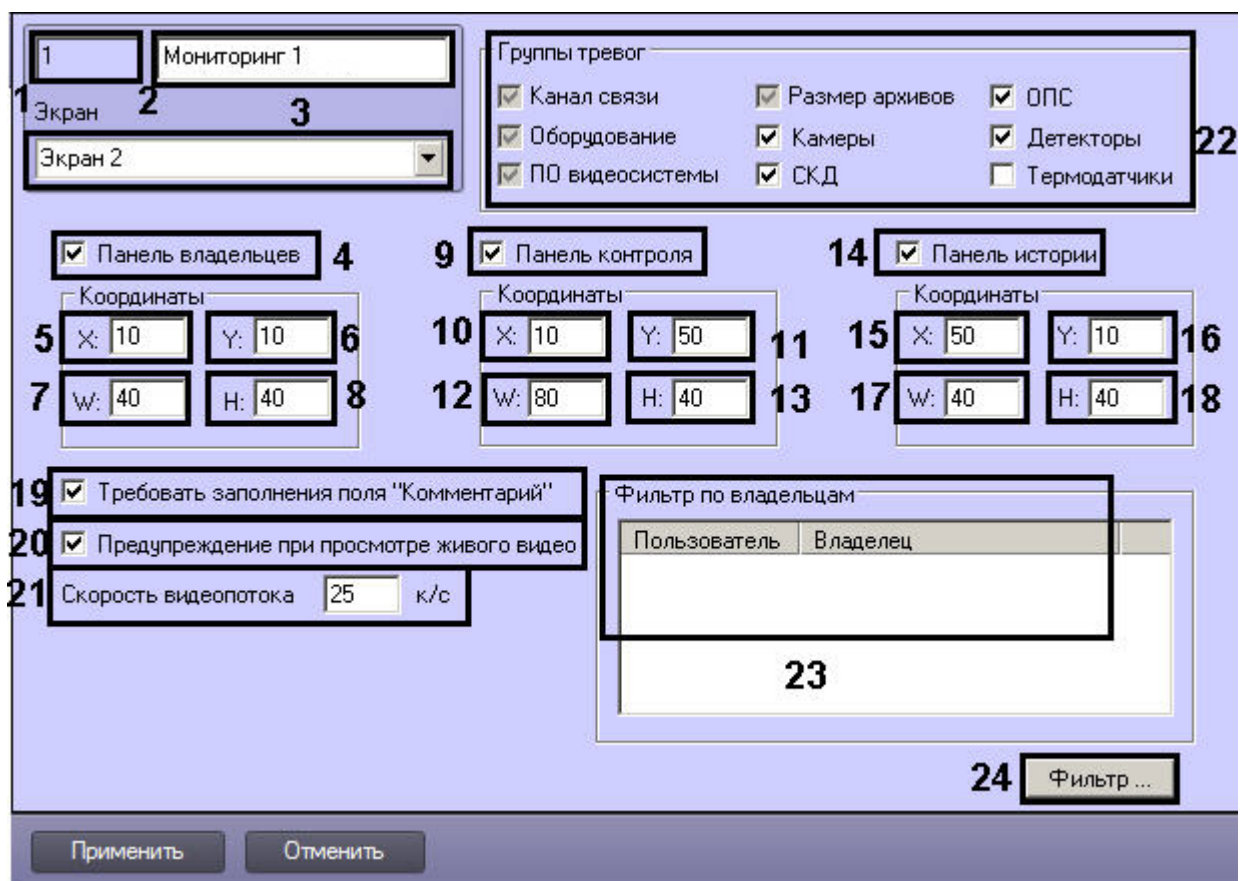 1 Мониторинг 1
1 2 3
Экран
Экран 2
Группы тревог
Канал связи Размер архивов ОПС
Оборудование Камеры Детекторы
ПО видеосистемы СКД Термодатчики
22
Панель владельцев 4 9 Панель контроля 14 Панель истории
Координаты Координаты Координаты
5 X: 10 Y: 10 6 10 X: 10 Y: 50 11 15 X: 50 Y: 10 16
7 W: 40 H: 40 8 12 W: 80 H: 40 13 17 W: 40 H: 40 18
19 Требовать заполнения поля "Комментарий"
20 Предупреждение при просмотре живого видео
21 Скорость видеопотока 25 к/с
Фильтр по владельцам
Пользователь Владелец
23
24 Фильтр ...
Применить Отменить